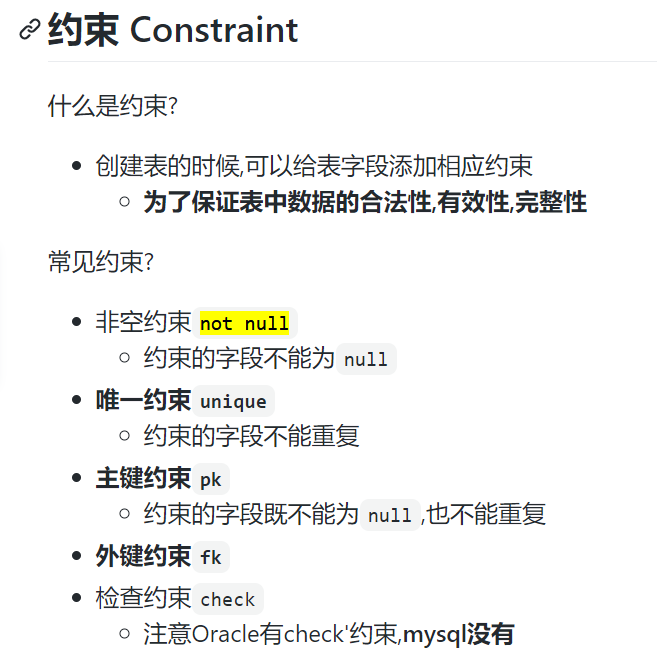 约束 Constraint
什么是约束?
创建表的时候,可以给表字段添加相应约束
为了保证表中数据的合法性,有效性,完整性
常见约束?
非空约束 not null
约束的字段不能为 null
唯一约束 unique
约束的字段不能重复
主键约束 pk
约束的字段既不能为 null ,也不能重复
外键约束 fk
检查约束 check
注意Oracle有check'约束,mysql没有